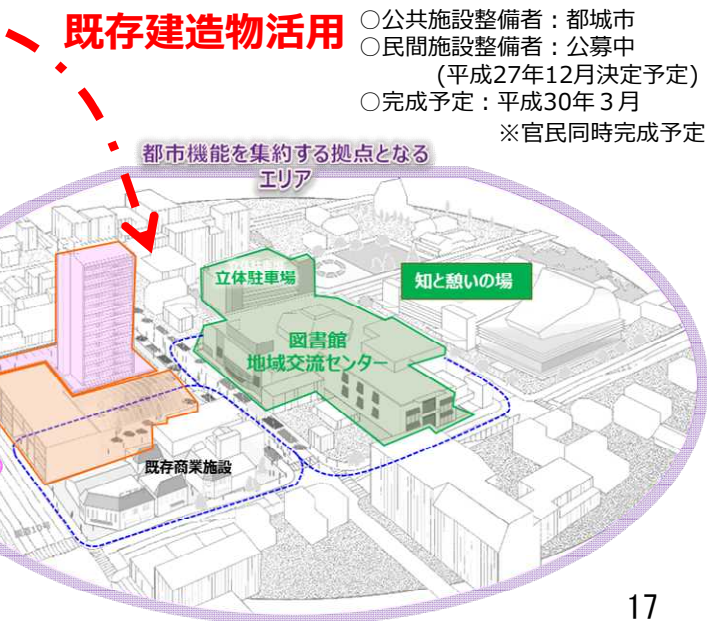 既存建造物活用
○公共施設整備者：都城市
○民間施設整備者：公募中
(平成27年12月決定予定)
○完成予定：平成30年３月
※官民同時完成予定
都市機能を集約する拠点となる
エリア
立体駐車場
知と憩いの場
図書館
地域交流センター
既存商業施設
国道10号
17